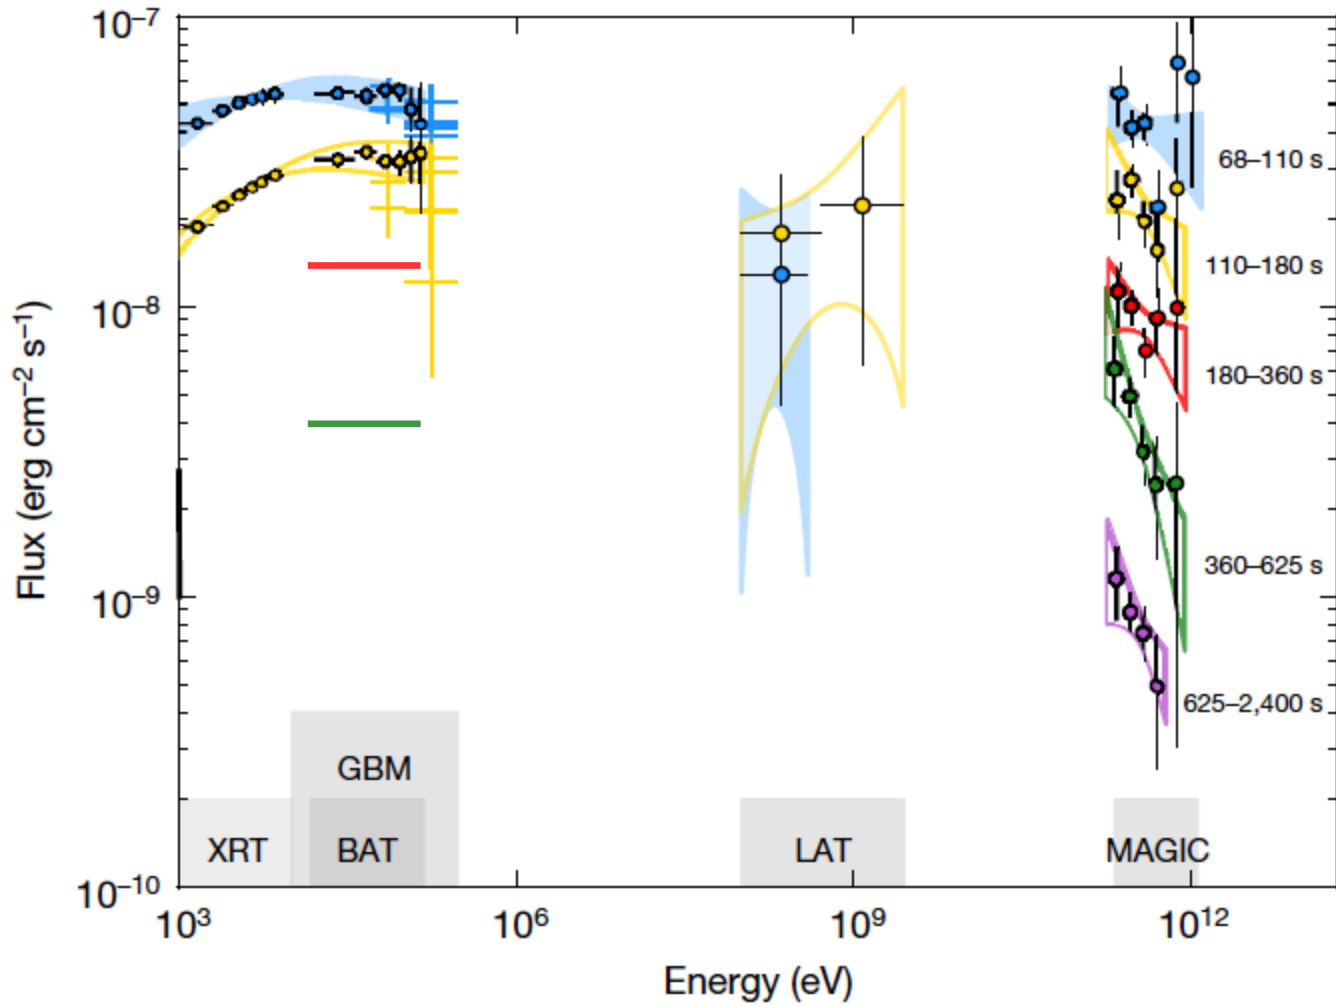 10⁻⁷
10⁻⁸
10⁻⁹
10⁻¹⁰
Flux (erg cm⁻² s⁻¹)
68–110 s
110–180 s
180–360 s
360–625 s
625–2,400 s
GBM
XRT
BAT
LAT
MAGIC
10³
10⁶
10⁹
10¹²
Energy (eV)